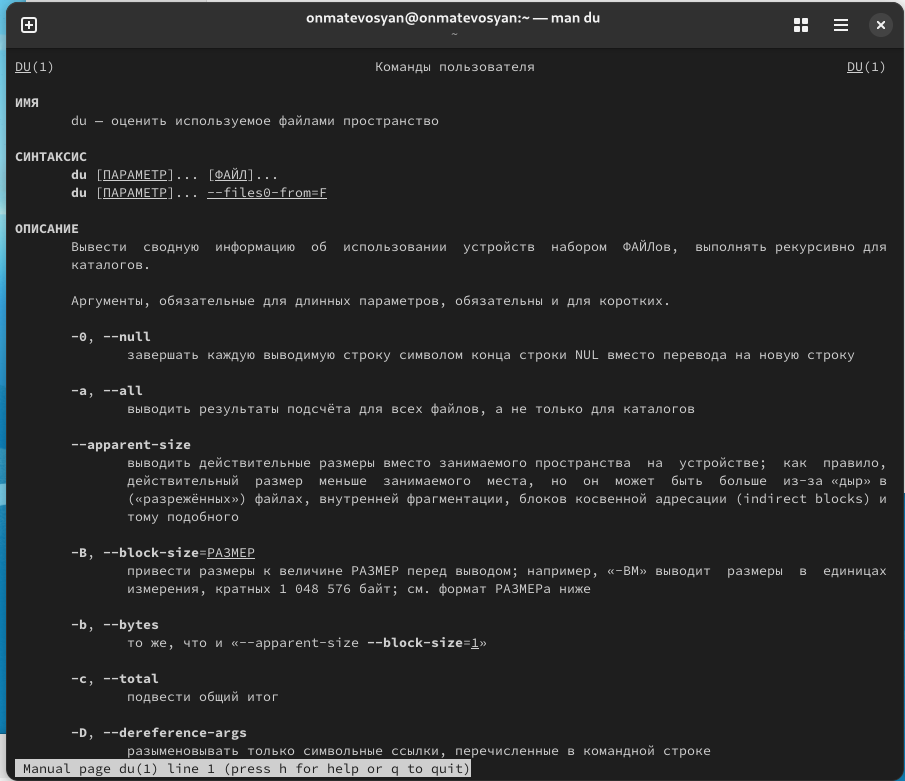 onmatevosyan@onmatevosyan:~ — man du
~
DU(1) Команды пользователя DU(1)
ИМЯ
du — оценить используемое файлами пространство
СИНТАКСИС
du [ПАРАМЕТР]... [ФАЙЛ]...
du [ПАРАМЕТР]... --files0-from=F
ОПИСАНИЕ
Вывести сводную информацию об использовании устройств набором ФАЙЛов, выполнять рекурсивно для
каталогов.
Аргументы, обязательные для длинных параметров, обязательны и для коротких.
-0, --null
завершать каждую выводимую строку символом конца строки NUL вместо перевода на новую строку
-a, --all
выводить результаты подсчёта для всех файлов, а не только для каталогов
--apparent-size
выводить действительные размеры вместо занимаемого пространства на устройстве; как правило,
действительный размер меньше занимаемого места, но он может быть больше из-за «дыр» в
(«разрежённых») файлах, внутренней фрагментации, блоков косвенной адресации (indirect blocks) и
тому подобного
-B, --block-size=РАЗМЕР
привести размеры к величине РАЗМЕР перед выводом; например, «-BM» выводит размеры в единицах
измерения, кратных 1 048 576 байт; см. формат РАЗМЕРа ниже
-b, --bytes
то же, что и «--apparent-size --block-size=1»
-c, --total
подвести общий итог
-D, --dereference-args
разыменовывать только символьные ссылки, перечисленные в командной строке
Manual page du(1) line 1 (press h for help or q to quit)